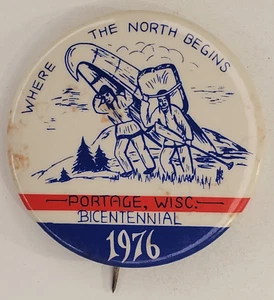 WHERE THE NORTH BEGINS
PORTAGE, WISC.
BICENTENNIAL
1976